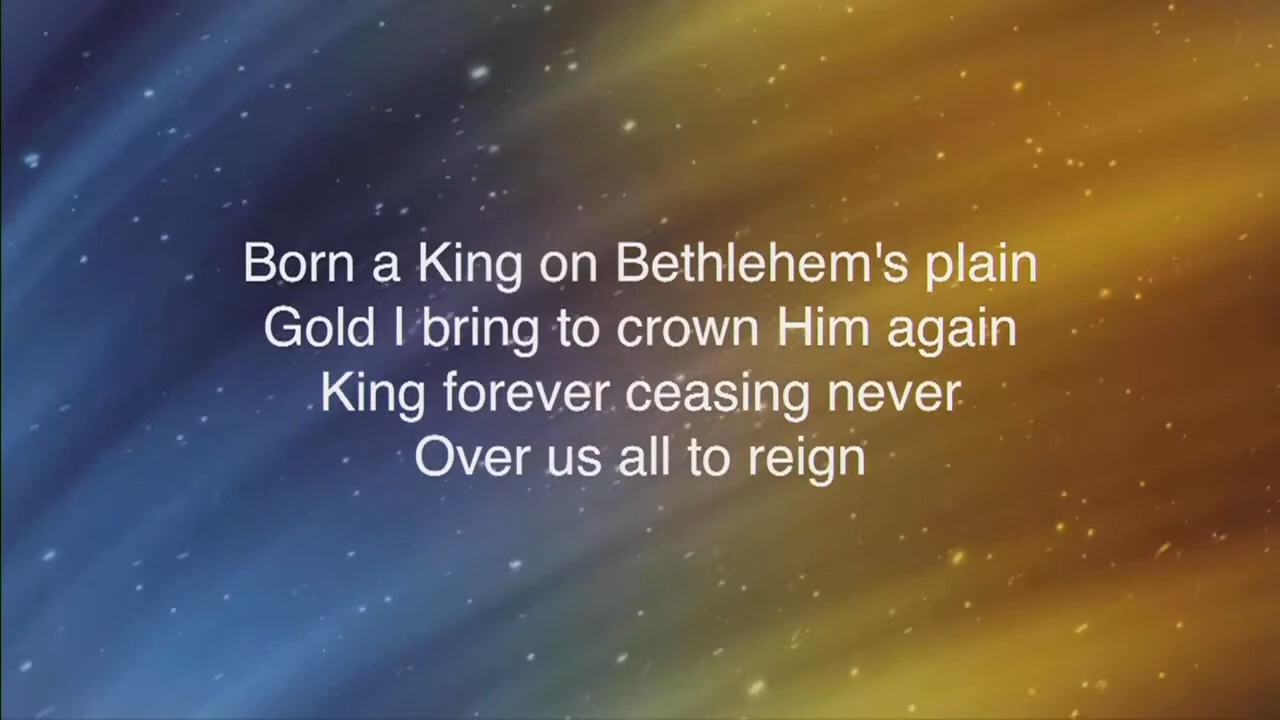 Born a King on Bethlehem's plain
Gold I bring to crown Him again
King forever ceasing never
Over us all to reign